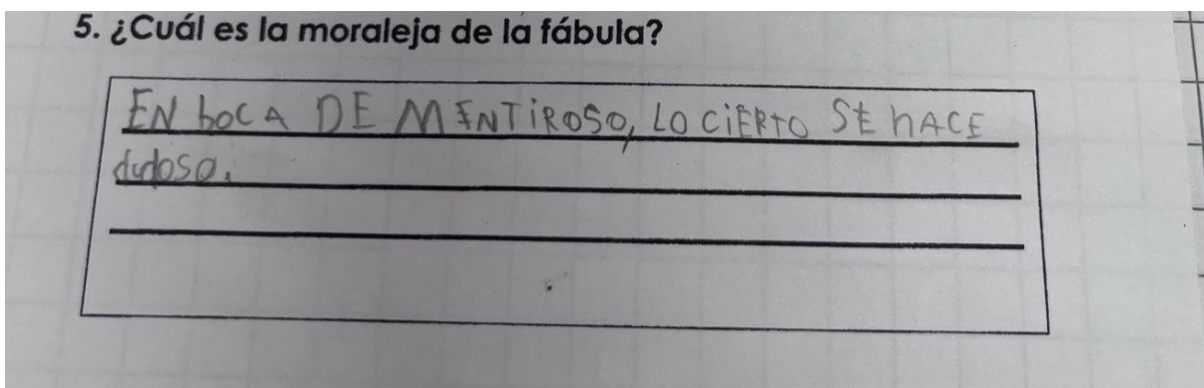 5. ¿Cuál es la moraleja de la fábula?
EN boCA DE MENTiROSO, LO CiERTO SE hACE
dudoso.